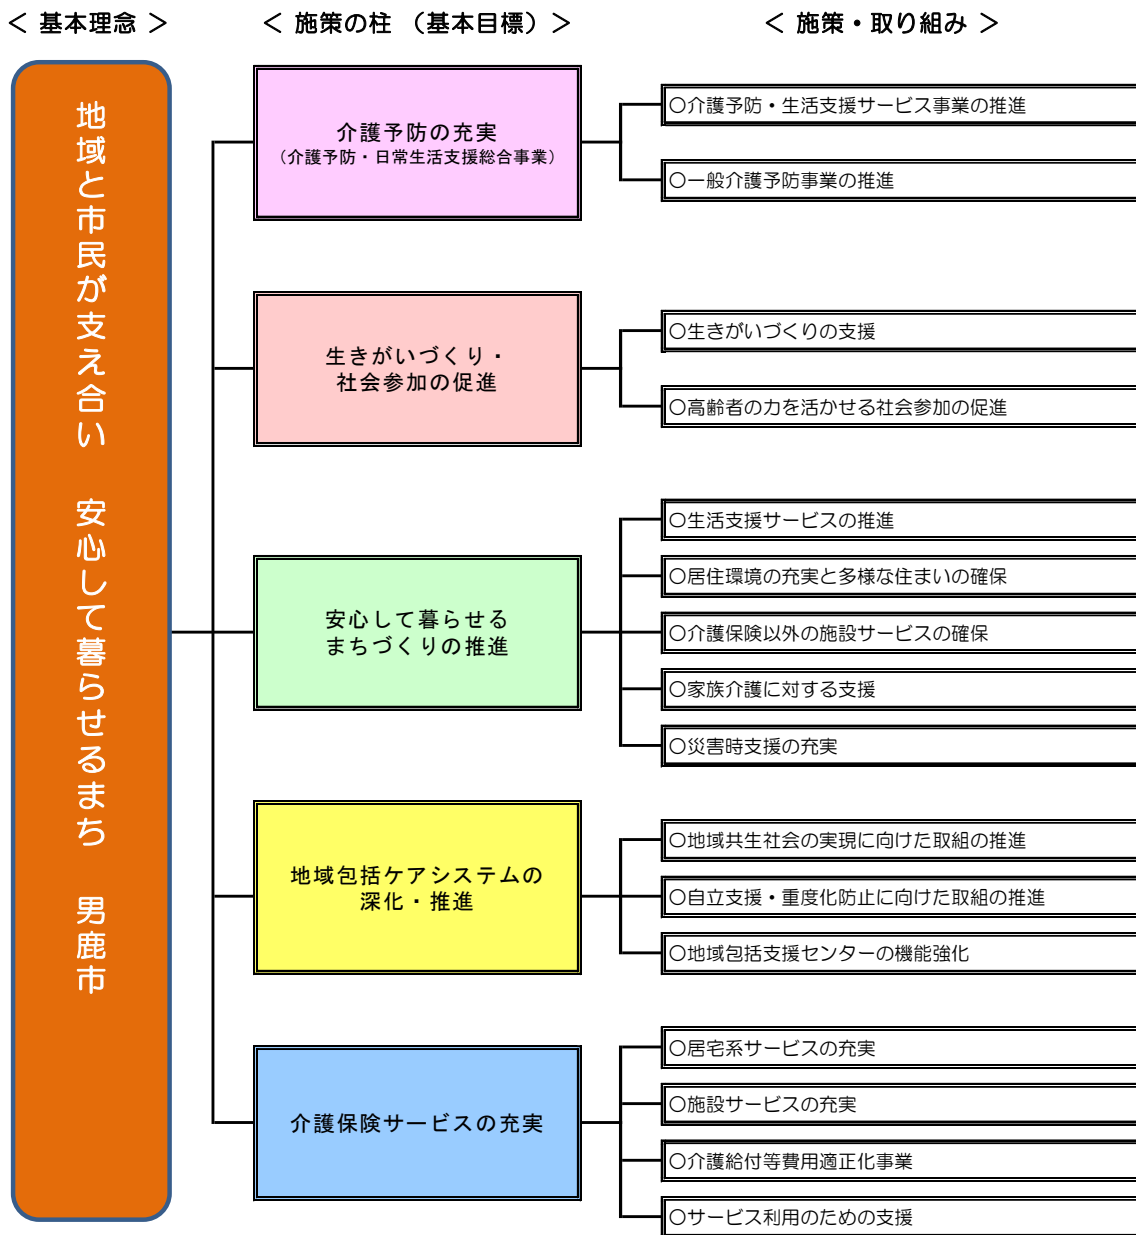 ＜ 基本理念 ＞
＜ 施策の柱 （基本目標）＞
＜ 施策・取り組み ＞
地域と市民が支え合い　安心して暮らせるまち　男鹿市
介護予防の充実
（介護予防・日常生活支援総合事業）
〇介護予防・生活支援サービス事業の推進
〇一般介護予防事業の推進
生きがいづくり・
社会参加の促進
〇生きがいづくりの支援
〇高齢者の力を活かせる社会参加の促進
安心して暮らせる
まちづくりの推進
〇生活支援サービスの推進
〇居住環境の充実と多様な住まいの確保
〇介護保険以外の施設サービスの確保
〇家族介護に対する支援
〇災害時支援の充実
地域包括ケアシステムの
深化・推進
〇地域共生社会の実現に向けた取組の推進
〇自立支援・重度化防止に向けた取組の推進
〇地域包括支援センターの機能強化
介護保険サービスの充実
〇居宅系サービスの充実
〇施設サービスの充実
〇介護給付等費用適正化事業
〇サービス利用のための支援